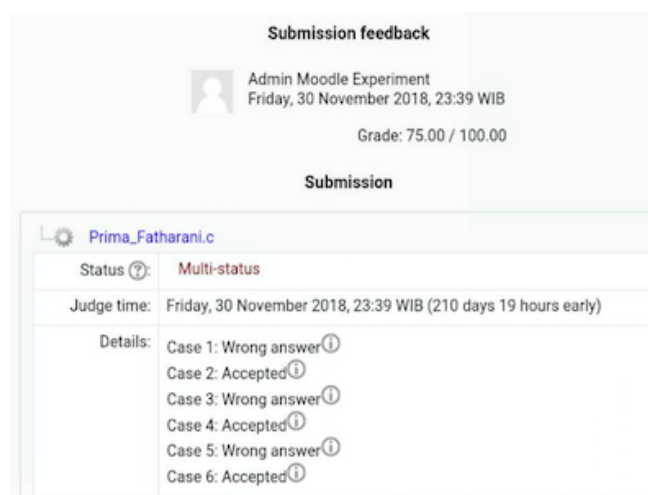 Submission feedback
Admin Moodle Experiment
Friday, 30 November 2018, 23:39 WIB
Grade: 75.00 / 100.00
Submission
Prima_Fatharani.c
Status ?: Multi-status
Judge time: Friday, 30 November 2018, 23:39 WIB (210 days 19 hours early)
Details: Case 1: Wrong answer
Case 2: Accepted
Case 3: Wrong answer
Case 4: Accepted
Case 5: Wrong answer
Case 6: Accepted